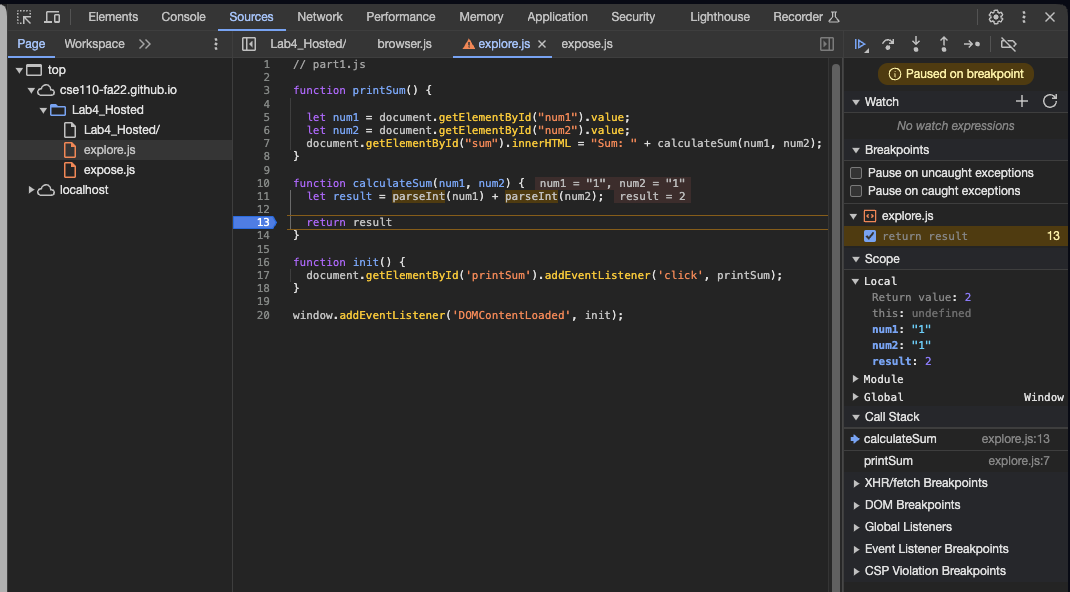 Elements Console Sources Network Performance Memory Application Security Lighthouse Recorder
Page Workspace
Lab4_Hosted/ browser.js explore.js expose.js
top
cse110-fa22.github.io
Lab4_Hosted
Lab4_Hosted/
explore.js
expose.js
localhost
1 // part1.js
2
3 function printSum() {
4
5 let num1 = document.getElementById("num1").value;
6 let num2 = document.getElementById("num2").value;
7 document.getElementById("sum").innerHTML = "Sum: " + calculateSum(num1, num2);
8 }
9
10 function calculateSum(num1, num2) { num1 = "1", num2 = "1"
11 let result = parseInt(num1) + parseInt(num2); result = 2
12
13 return result
14 }
15
16 function init() {
17 document.getElementById('printSum').addEventListener('click', printSum);
18 }
19
20 window.addEventListener('DOMContentLoaded', init);
Paused on breakpoint
Watch
No watch expressions
Breakpoints
Pause on uncaught exceptions
Pause on caught exceptions
explore.js
return result 13
Scope
Local
Return value: 2
this: undefined
num1: "1"
num2: "1"
result: 2
Module
Global Window
Call Stack
calculateSum explore.js:13
printSum explore.js:7
XHR/fetch Breakpoints
DOM Breakpoints
Global Listeners
Event Listener Breakpoints
CSP Violation Breakpoints